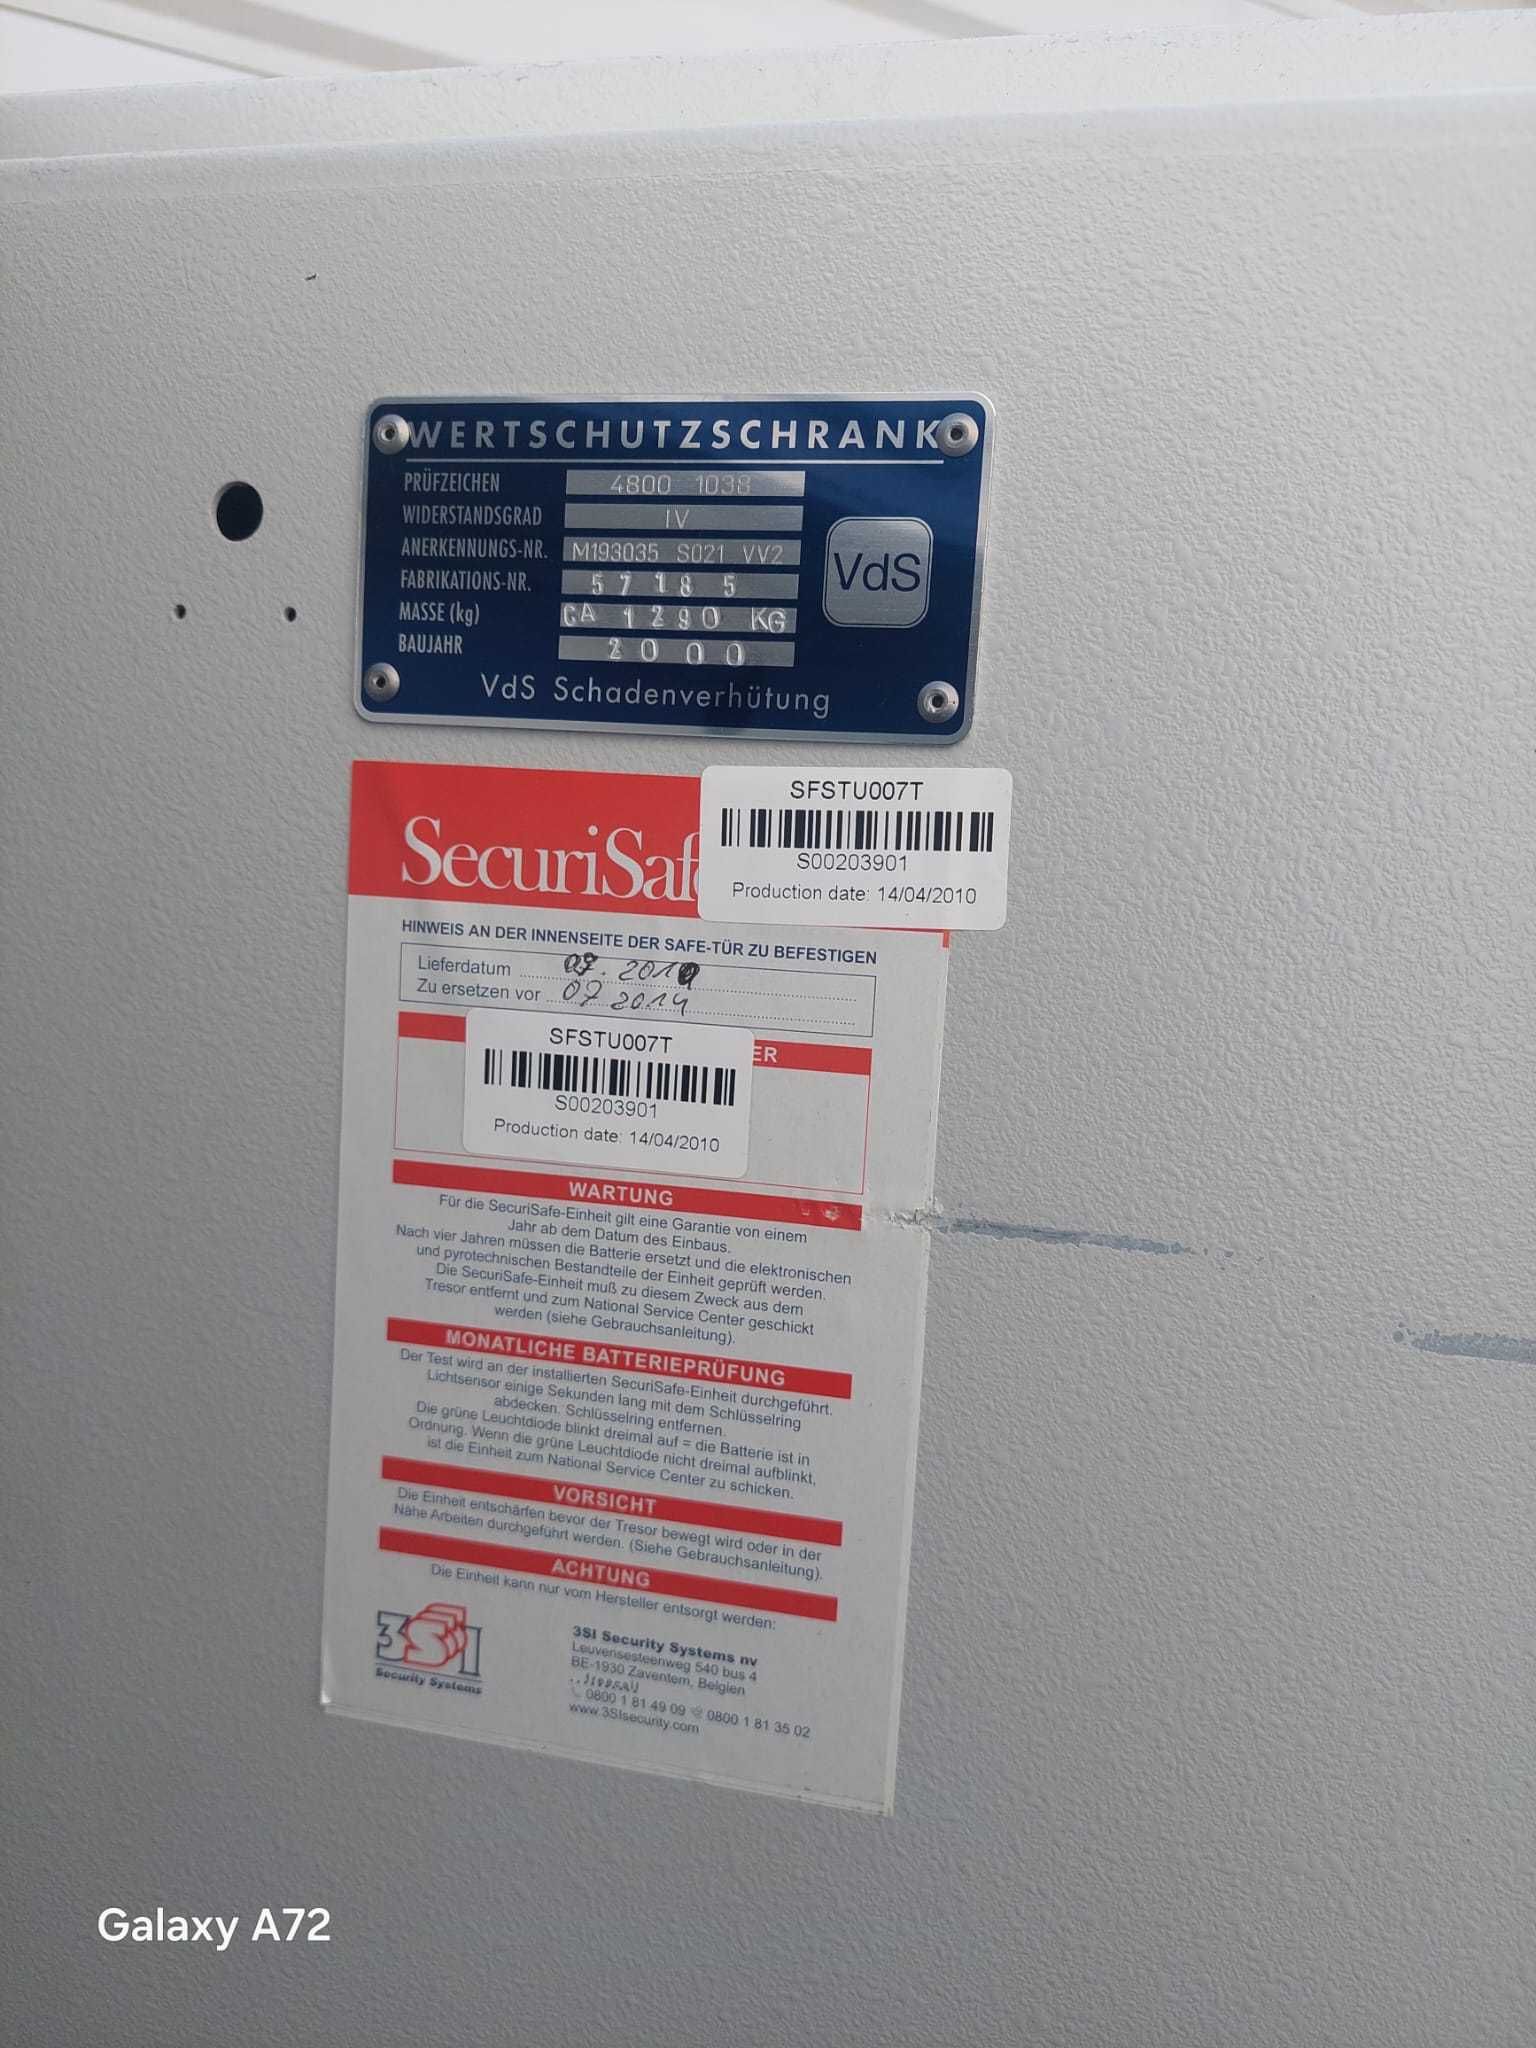 WERTSCHUTZSCHRANK
PRÜFZEICHEN 4800 1038
WIDERSTANDSGRAD IV
ANERKENNUNGS-NR. M193035 S021 VV2
FABRIKATIONS-NR. 57185
MASSE (kg) CA 1290 KG
BAUJAHR 2000
VdS
VdS Schadenverhütung
SecuriSaf
SFSTU007T
S00203901
Production date: 14/04/2010
HINWEIS AN DER INNENSEITE DER SAFE-TÜR ZU BEFESTIGEN
Lieferdatum 07.2010
Zu ersetzen vor 07 2014
ER
SFSTU007T
S00203901
Production date: 14/04/2010
WARTUNG
Für die SecuriSafe-Einheit gilt eine Garantie von einem
Jahr ab dem Datum des Einbaus.
Nach vier Jahren müssen die Batterie ersetzt und die elektronischen
und pyrotechnischen Bestandteile der Einheit geprüft werden.
Die SecuriSafe-Einheit muß zu diesem Zweck aus dem
Tresor entfernt und zum National Service Center geschickt
werden (siehe Gebrauchsanleitung).
MONATLICHE BATTERIEPRÜFUNG
Der Test wird an der installierten SecuriSafe-Einheit durchgeführt.
Lichtsensor einige Sekunden lang mit dem Schlüsselring
abdecken. Schlüsselring entfernen.
Die grüne Leuchtdiode blinkt dreimal auf = die Batterie ist in
Ordnung. Wenn die grüne Leuchtdiode nicht dreimal aufblinkt,
ist die Einheit zum National Service Center zu schicken.
VORSICHT
Die Einheit entschärfen bevor der Tresor bewegt wird oder in der
Nähe Arbeiten durchgeführt werden. (Siehe Gebrauchsanleitung).
ACHTUNG
Die Einheit kann nur vom Hersteller entsorgt werden:
3SI
Security Systems
3SI Security Systems nv
Leuvensesteenweg 540 bus 4
BE-1930 Zaventem, Belgien
0800 1 81 49 09 0800 1 81 35 02
www.3SIsecurity.com
Galaxy A72